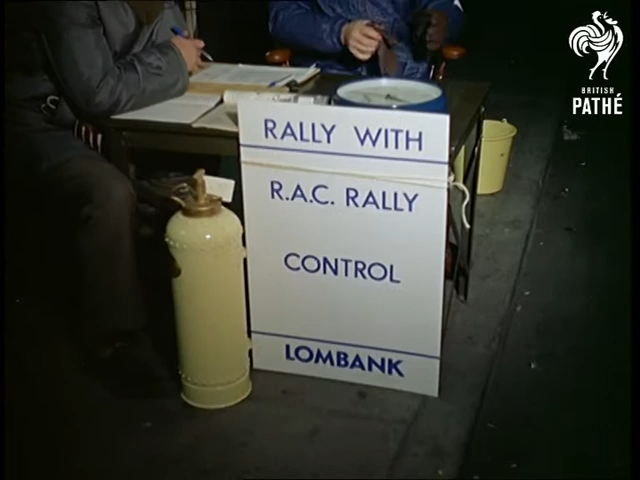 BRITISH
PATHÉ
RALLY WITH
R.A.C. RALLY
CONTROL
LOMBANK